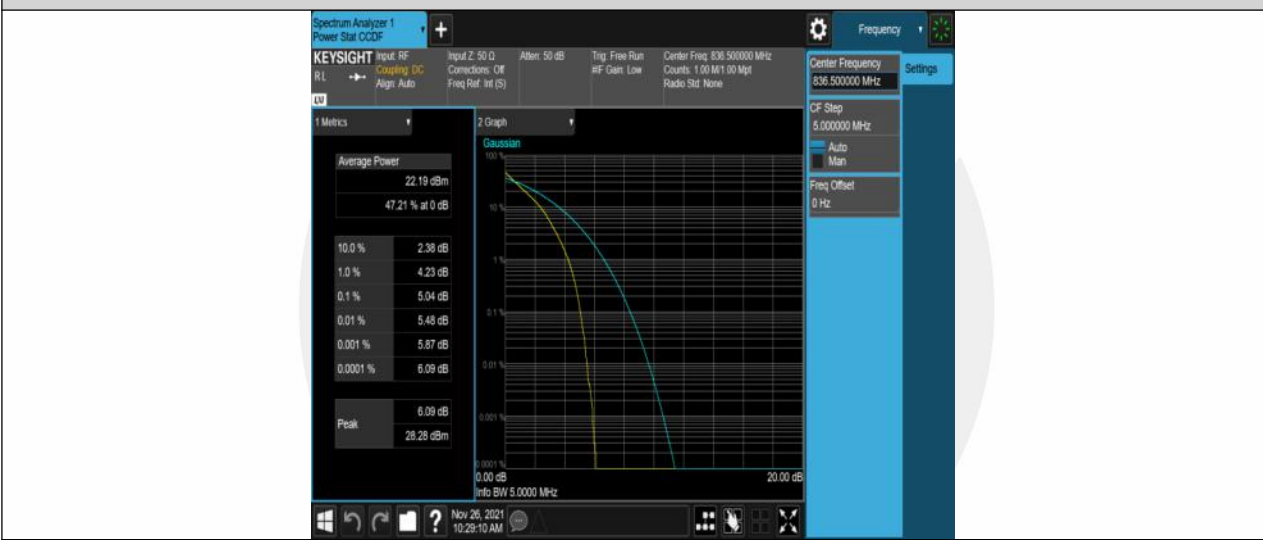 Spectrum Analyzer 1
Power Stat CCDF
+
Frequency
KEYSIGHT
Input: RF
Coupling: DC
Align: Auto
Input Z: 50 Ω
Corrections: Off
Freq Ref: Int (S)
Atten: 50 dB
Trig: Free Run
#IF Gain: Low
Center Freq: 836.500000 MHz
Counts: 1.00 M/1.00 Mpt
Radio Std: None
RL
LXI
Center Frequency
836.500000 MHz
Settings
CF Step
5.000000 MHz
Auto
Man
Freq Offset
0 Hz
1 Metrics
Average Power
22.19 dBm
47.21 % at 0 dB
10.0 % 2.38 dB
1.0 % 4.23 dB
0.1 % 5.04 dB
0.01 % 5.48 dB
0.001 % 5.87 dB
0.0001 % 6.09 dB
Peak
6.09 dB
28.28 dBm
2 Graph
Gaussian
100 %
10 %
1 %
0.1 %
0.01 %
0.001 %
0.0001 %
0.00 dB
20.00 dB
Info BW 5.0000 MHz
?
Nov 26, 2021
10:29:10 AM